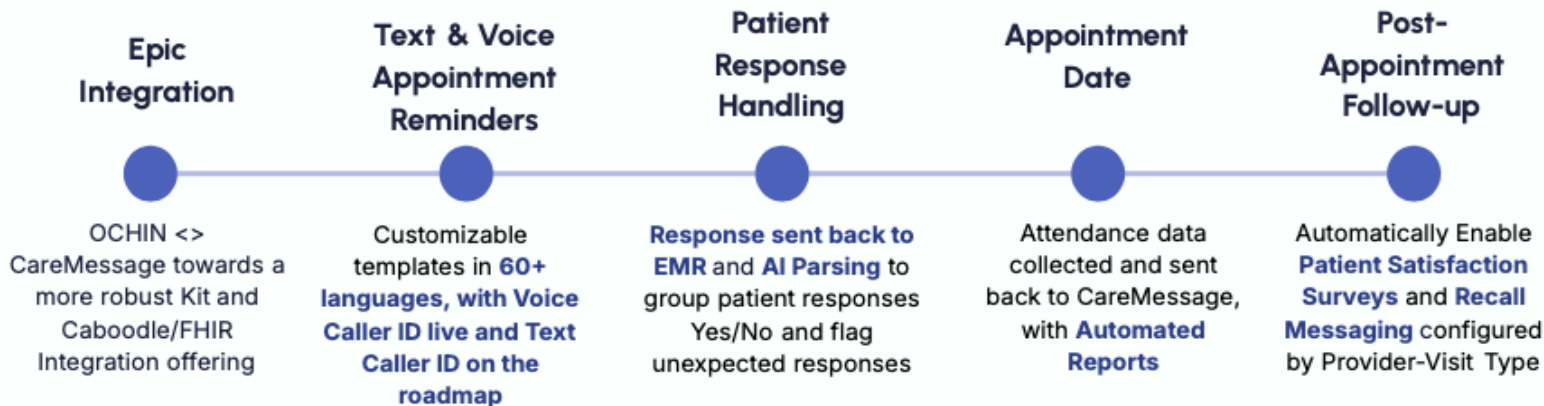 Epic
Integration
Text & Voice
Appointment
Reminders
Patient
Response
Handling
Appointment
Date
Post-
Appointment
Follow-up
OCHIN <>
CareMessage towards a
more robust Kit and
Caboodle/FHIR
Integration offering
Customizable
templates in 60+
languages, with Voice
Caller ID live and Text
Caller ID on the
roadmap
Response sent back to
EMR and AI Parsing to
group patient responses
Yes/No and flag
unexpected responses
Attendance data
collected and sent
back to CareMessage,
with Automated
Reports
Automatically Enable
Patient Satisfaction
Surveys and Recall
Messaging configured
by Provider-Visit Type